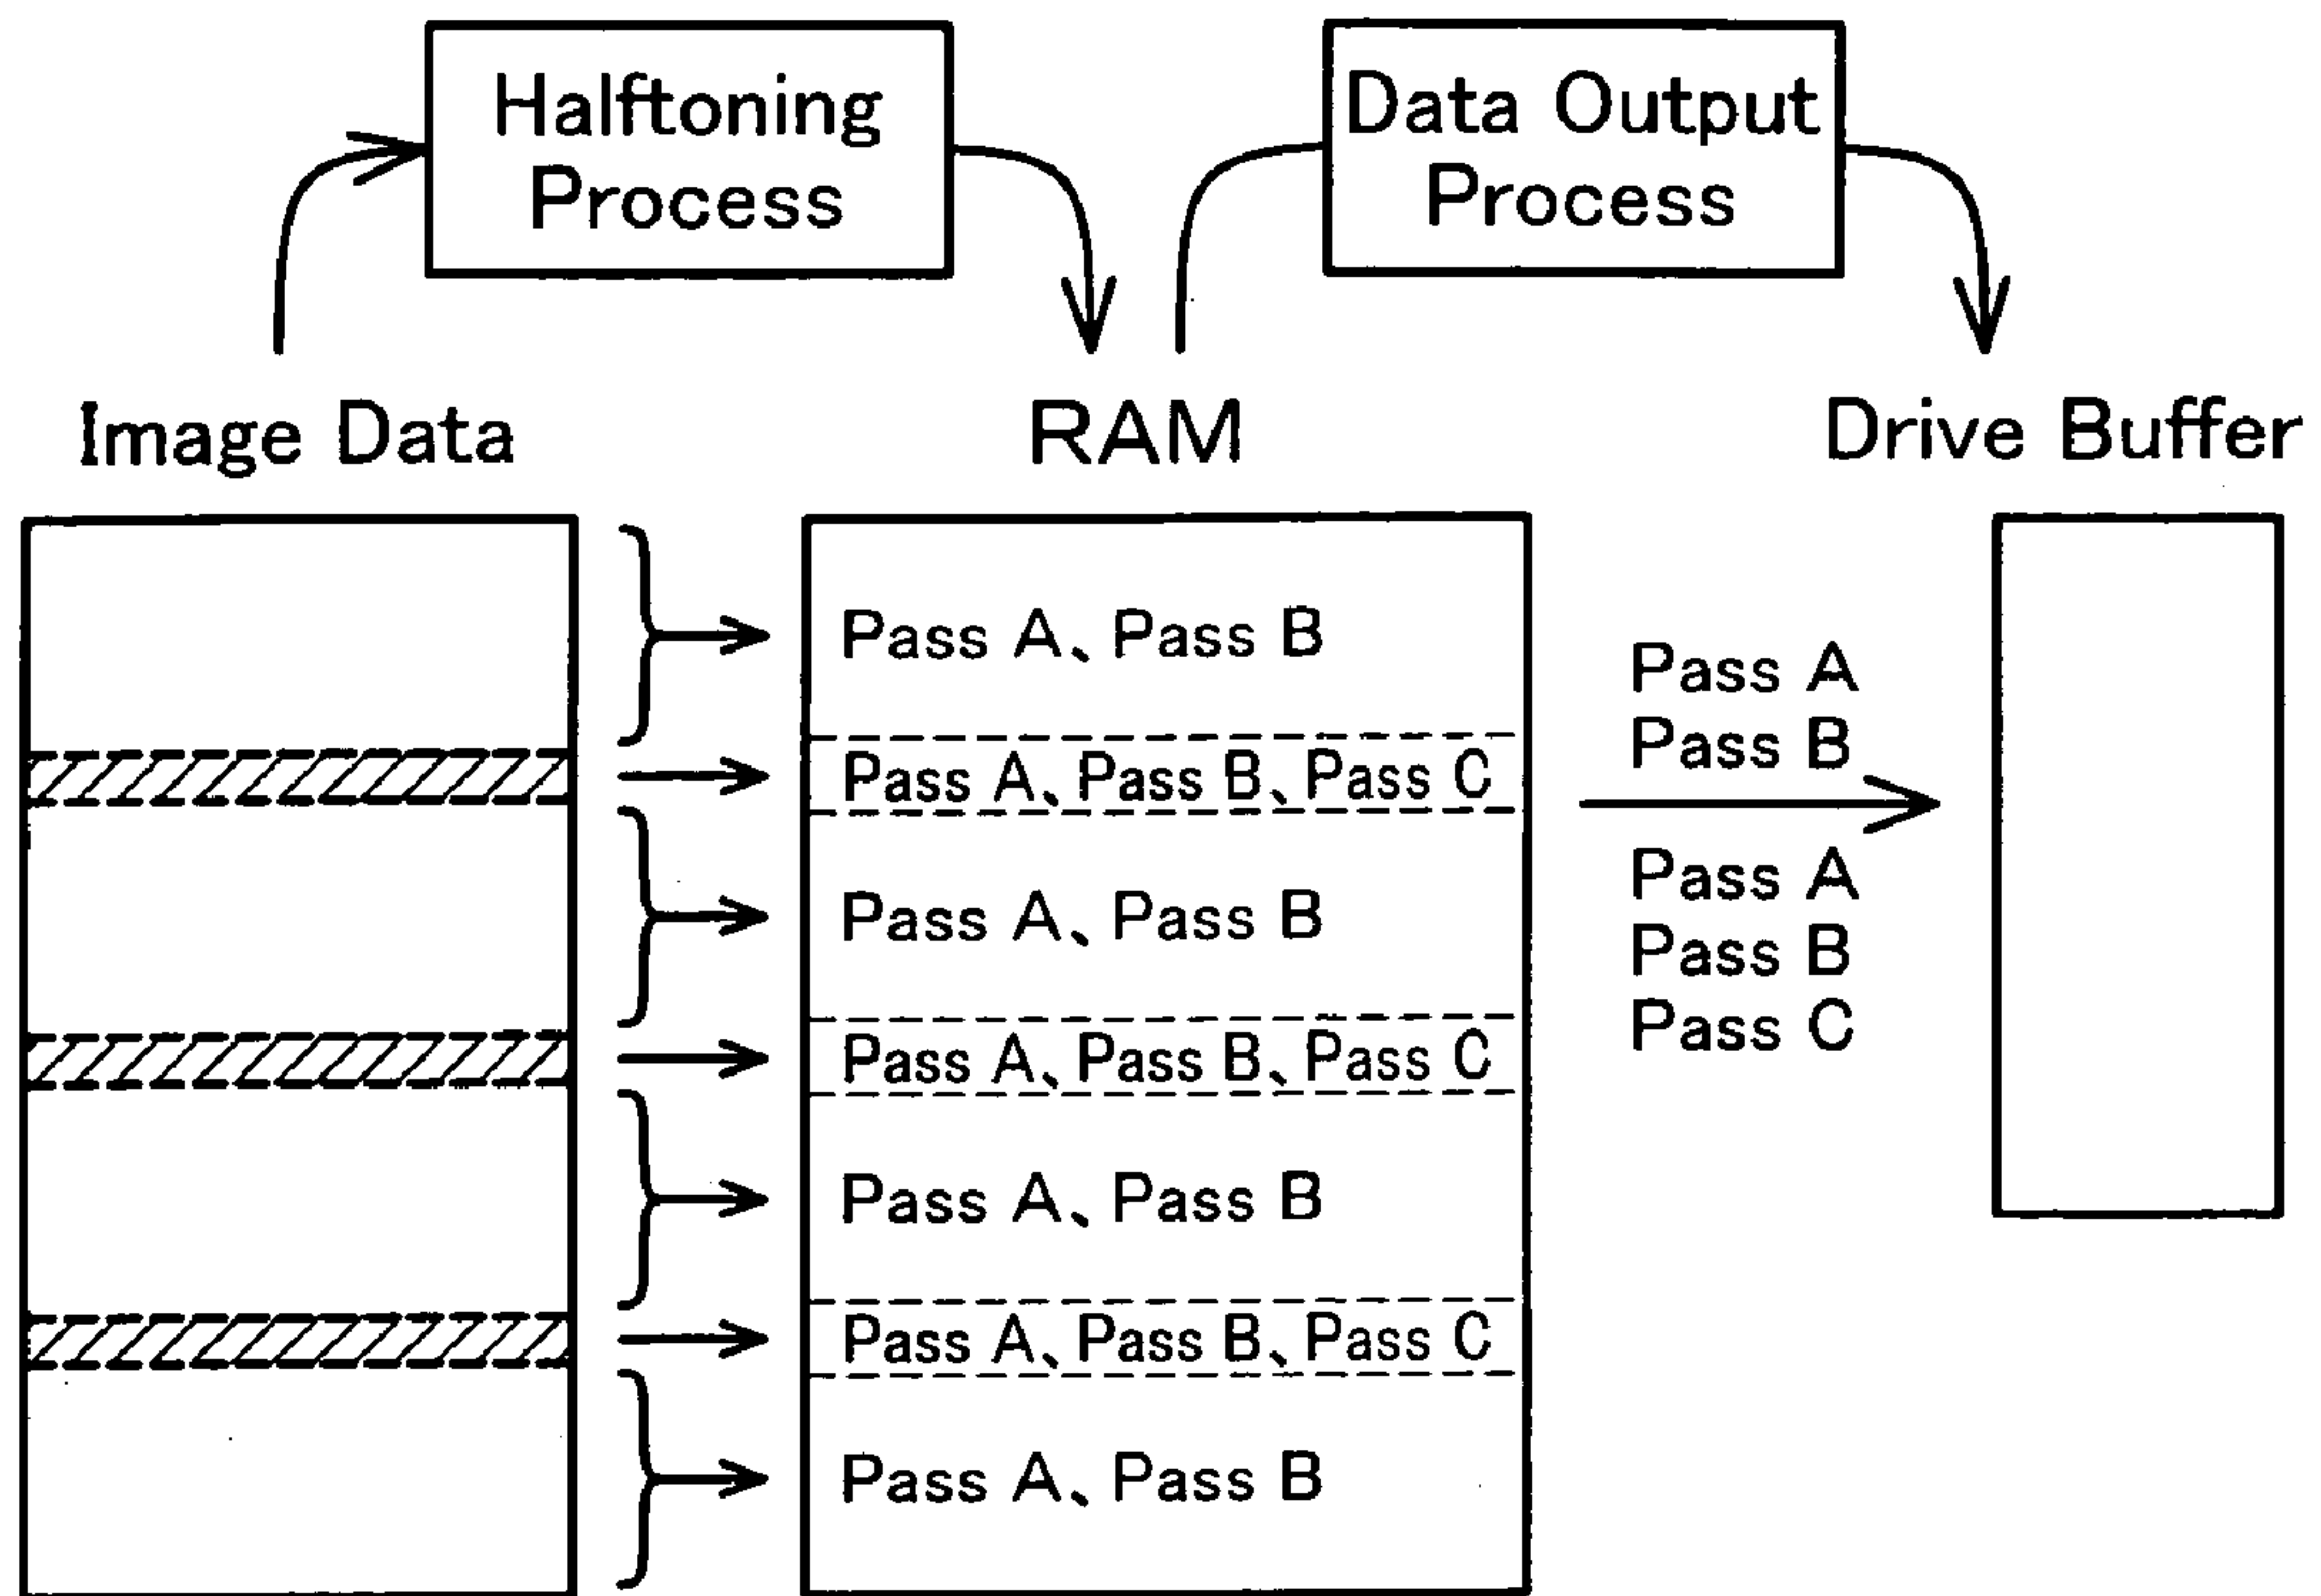 Halftoning
Process
Data Output
Process
Image Data
RAM
Drive Buffer
Pass A、Pass B
Pass A、Pass B、Pass C
Pass A、Pass B
Pass A、Pass B、Pass C
Pass A、Pass B
Pass A、Pass B、Pass C
Pass A、Pass B
Pass A
Pass B
Pass A
Pass B
Pass C